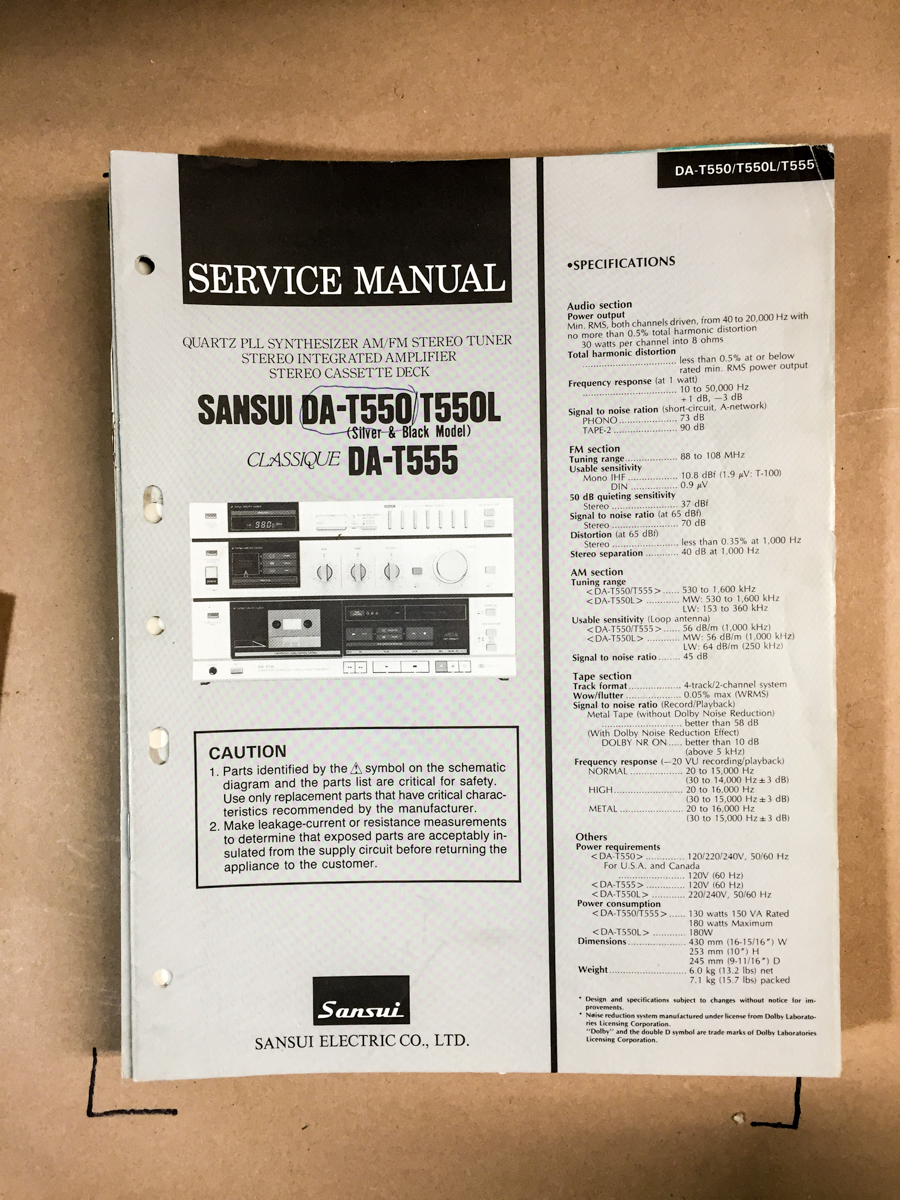 SERVICE MANUAL
QUARTZ PLL SYNTHESIZER AM/FM STEREO TUNER
STEREO INTEGRATED AMPLIFIER
STEREO CASSETTE DECK
SANSUI DA-T550/T550L
(Silver & Black Model)
CLASSIQUE DA-T555
CAUTION
1. Parts identified by the ⚠ symbol on the schematic
diagram and the parts list are critical for safety.
Use only replacement parts that have critical charac-
teristics recommended by the manufacturer.
2. Make leakage-current or resistance measurements
to determine that exposed parts are acceptably in-
sulated from the supply circuit before returning the
appliance to the customer.
Sansui
SANSUI ELECTRIC CO., LTD.
DA-T550/T550L/T555
•SPECIFICATIONS
Audio section
Power output
Min. RMS, both channels driven, from 40 to 20,000 Hz with
no more than 0.5% total harmonic distortion
30 watts per channel into 8 ohms
Total harmonic distortion
.......................... less than 0.5% at or below
rated min. RMS power output
Frequency response (at 1 watt)
.......................... 10 to 50,000 Hz
+1 dB, −3 dB
Signal to noise ration (short-circuit, A-network)
PHONO .................. 73 dB
TAPE-2 .................. 90 dB
FM section
Tuning range ................ 88 to 108 MHz
Usable sensitivity
Mono IHF ................ 10.8 dBf (1.9 μV: T-100)
DIN ................ 0.9 μV
50 dB quieting sensitivity
Stereo .................... 37 dBf
Signal to noise ratio (at 65 dBf)
Stereo .................... 70 dB
Distortion (at 65 dBf)
Stereo .................... less than 0.35% at 1,000 Hz
Stereo separation ........... 40 dB at 1,000 Hz
AM section
Tuning range
<DA-T550/T555> ...... 530 to 1,600 kHz
<DA-T550L> ............ MW: 530 to 1,600 kHz
LW: 153 to 360 kHz
Usable sensitivity (Loop antenna)
<DA-T550/T555> ...... 56 dB/m (1,000 kHz)
<DA-T550L> ............ MW: 56 dB/m (1,000 kHz)
LW: 64 dB/m (250 kHz)
Signal to noise ratio ........ 45 dB
Tape section
Track format .................. 4-track/2-channel system
Wow/flutter .................. 0.05% max (WRMS)
Signal to noise ratio (Record/Playback)
Metal Tape (without Dolby Noise Reduction)
.......................... better than 58 dB
(With Dolby Noise Reduction Effect)
DOLBY NR ON ..... better than 10 dB
(above 5 kHz)
Frequency response (−20 VU recording/playback)
NORMAL .................. 20 to 15,000 Hz
(30 to 14,000 Hz±3 dB)
HIGH ...................... 20 to 16,000 Hz
(30 to 15,000 Hz±3 dB)
METAL .................... 20 to 16,000 Hz
(30 to 15,000 Hz±3 dB)
Others
Power requirements
<DA-T550> .............. 120/220/240V, 50/60 Hz
For U.S.A. and Canada
.......................... 120V (60 Hz)
<DA-T555> .............. 120V (60 Hz)
<DA-T550L> ............ 220/240V, 50/60 Hz
Power consumption
<DA-T550/T555> ...... 130 watts 150 VA Rated
180 watts Maximum
<DA-T550L> ............ 180W
Dimensions .................... 430 mm (16-15/16″) W
253 mm (10″) H
245 mm (9-11/16″) D
Weight .......................... 6.0 kg (13.2 lbs) net
7.1 kg (15.7 lbs) packed
* Design and specifications subject to changes without notice for im-
provements.
* Noise reduction system manufactured under license from Dolby Laborato-
ries Licensing Corporation.
"Dolby" and the double D symbol are trade marks of Dolby Laboratories
Licensing Corporation.